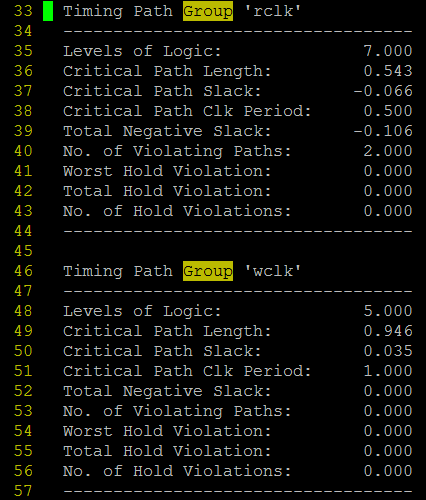 33 Timing Path Group 'rclk'
34 -----------------------------------
35 Levels of Logic: 7.000
36 Critical Path Length: 0.543
37 Critical Path Slack: -0.066
38 Critical Path Clk Period: 0.500
39 Total Negative Slack: -0.106
40 No. of Violating Paths: 2.000
41 Worst Hold Violation: 0.000
42 Total Hold Violation: 0.000
43 No. of Hold Violations: 0.000
44 -----------------------------------
45
46 Timing Path Group 'wclk'
47 -----------------------------------
48 Levels of Logic: 5.000
49 Critical Path Length: 0.946
50 Critical Path Slack: 0.035
51 Critical Path Clk Period: 1.000
52 Total Negative Slack: 0.000
53 No. of Violating Paths: 0.000
54 Worst Hold Violation: 0.000
55 Total Hold Violation: 0.000
56 No. of Hold Violations: 0.000
57 -----------------------------------